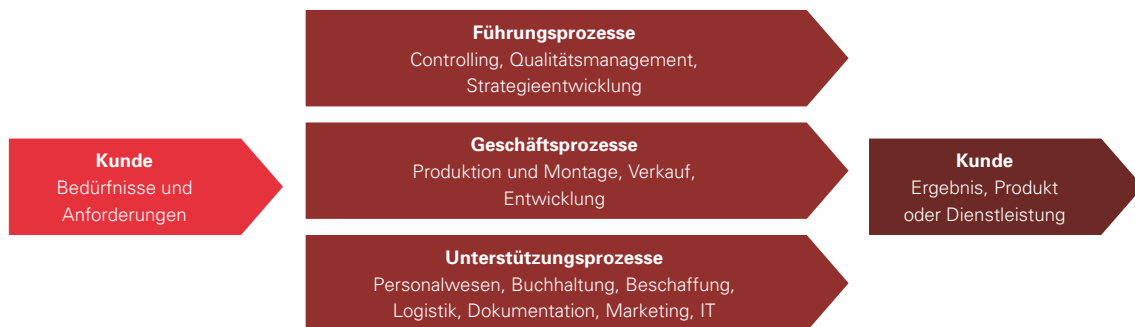 Führungsprozesse
Controlling, Qualitätsmanagement,
Strategieentwicklung
Kunde
Bedürfnisse und
Anforderungen
Geschäftsprozesse
Produktion und Montage, Verkauf,
Entwicklung
Kunde
Ergebnis, Produkt
oder Dienstleistung
Unterstützungsprozesse
Personalwesen, Buchhaltung, Beschaffung,
Logistik, Dokumentation, Marketing, IT